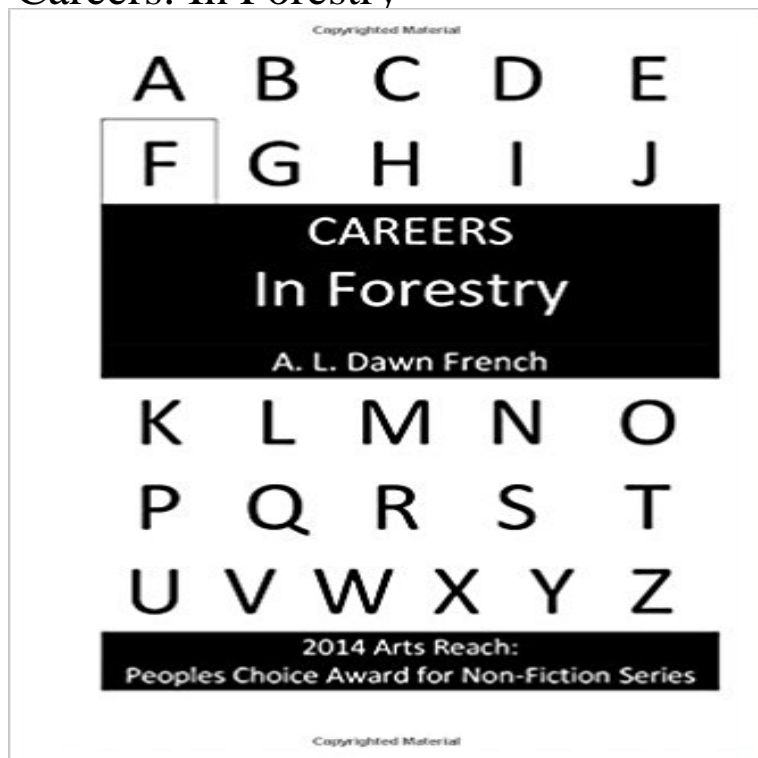 Careers: In Forestry
Copyrighted Material
A B C D E
F G H I J
CAREERS
In Forestry
A. L. Dawn French
K L M N O
P Q R S T
U V W X Y Z
2014 Arts Reach:
Peoples Choice Award for Non-Fiction Series
Copyrighted Material